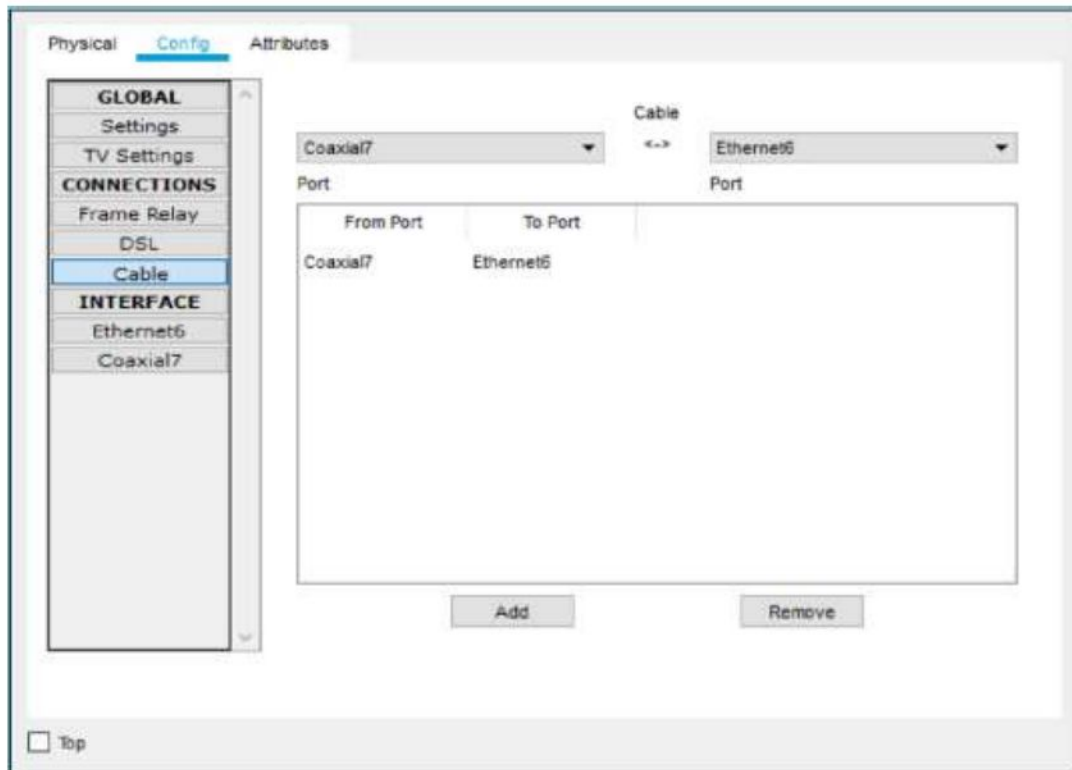 Physical Config Attributes
GLOBAL
Settings
TV Settings
CONNECTIONS
Frame Relay
DSL
Cable
INTERFACE
Ethernet6
Coaxial7
Cable
Coaxial7 <-> Ethernet6
Port Port
From Port To Port
Coaxial7 Ethernet6
Add Remove
Top